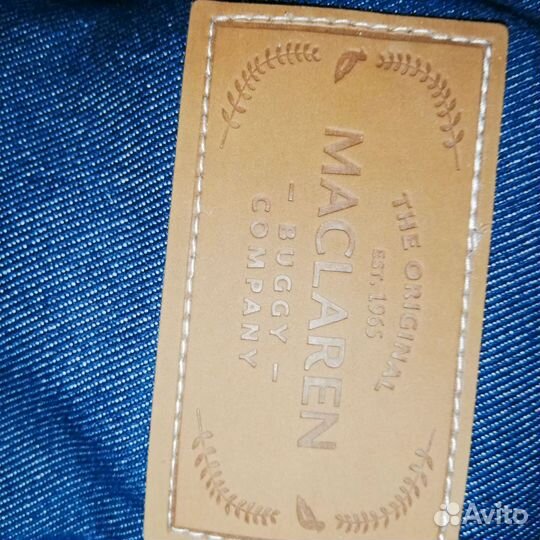 THE ORIGINAL
EST. 1965
MACLAREN
– BUGGY –
COMPANY
Avito